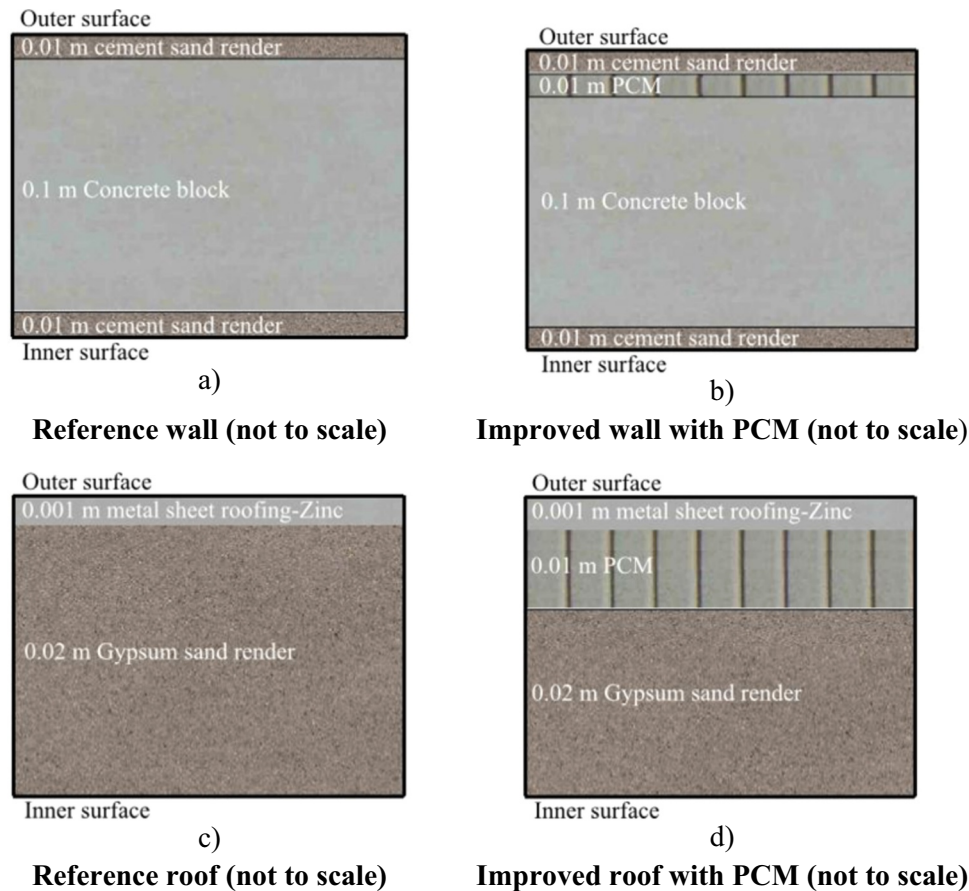 Outer surface
0.01 m cement sand render
0.1 m Concrete block
0.01 m cement sand render
Inner surface
a)
Reference wall (not to scale)
Outer surface
0.01 m cement sand render
0.01 m PCM
0.1 m Concrete block
0.01 m cement sand render
Inner surface
b)
Improved wall with PCM (not to scale)
Outer surface
0.001 m metal sheet roofing-Zinc
0.02 m Gypsum sand render
Inner surface
c)
Reference roof (not to scale)
Outer surface
0.001 m metal sheet roofing-Zinc
0.01 m PCM
0.02 m Gypsum sand render
Inner surface
d)
Improved roof with PCM (not to scale)